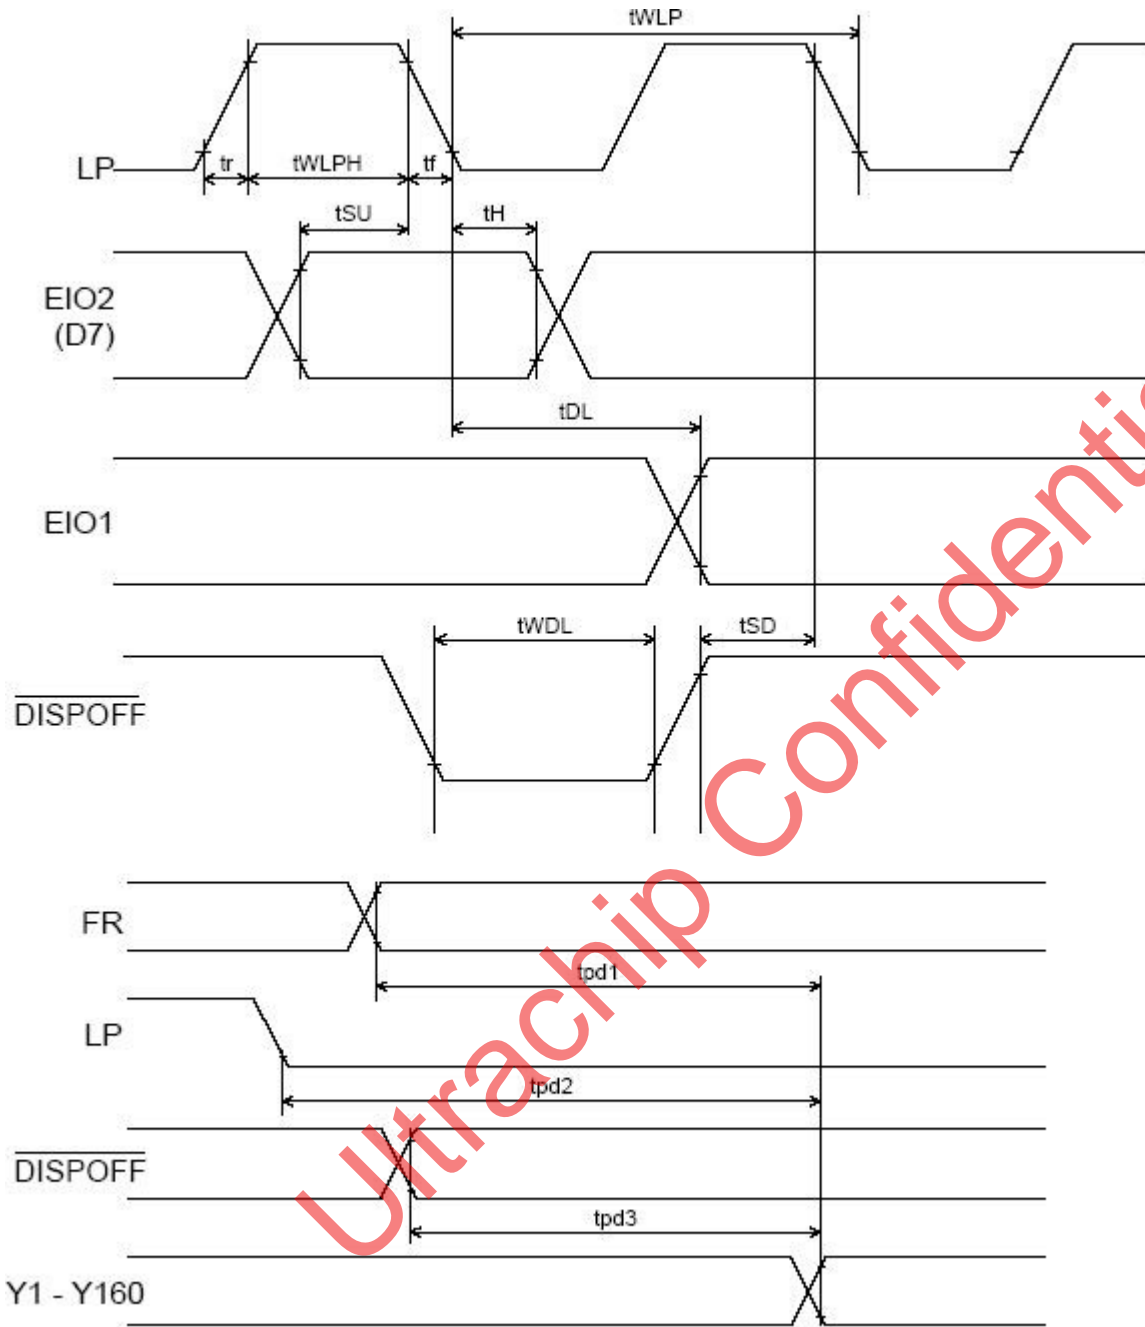 tWLP
LP
tr
tWLPH
tf
tSU
tH
EIO2
(D7)
tDL
EIO1
tWDL
tSD
DISPOFF
FR
tpd1
LP
tpd2
DISPOFF
tpd3
Y1 - Y160
Ultrachip Confidentia